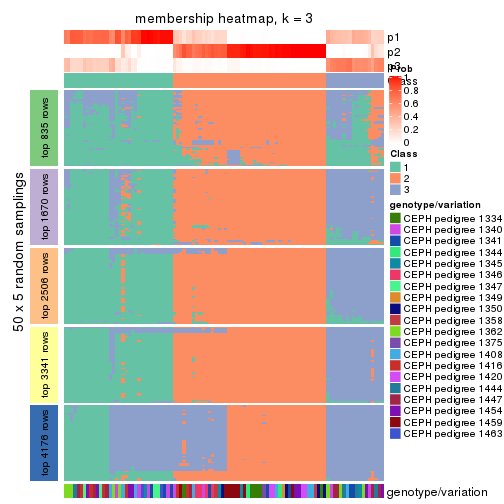 membership heatmap, k = 3
p1
p2
p3
Class
50 x 5 random samplings
top 835 rows
top 1670 rows
top 2506 rows
top 3341 rows
top 4176 rows
genotype/variation
Prob
1
0.8
0.6
0.4
0.2
0
Class
1
2
3
genotype/variation
CEPH pedigree 1334
CEPH pedigree 1340
CEPH pedigree 1341
CEPH pedigree 1344
CEPH pedigree 1345
CEPH pedigree 1346
CEPH pedigree 1347
CEPH pedigree 1349
CEPH pedigree 1350
CEPH pedigree 1358
CEPH pedigree 1362
CEPH pedigree 1375
CEPH pedigree 1408
CEPH pedigree 1416
CEPH pedigree 1420
CEPH pedigree 1444
CEPH pedigree 1447
CEPH pedigree 1454
CEPH pedigree 1459
CEPH pedigree 1463